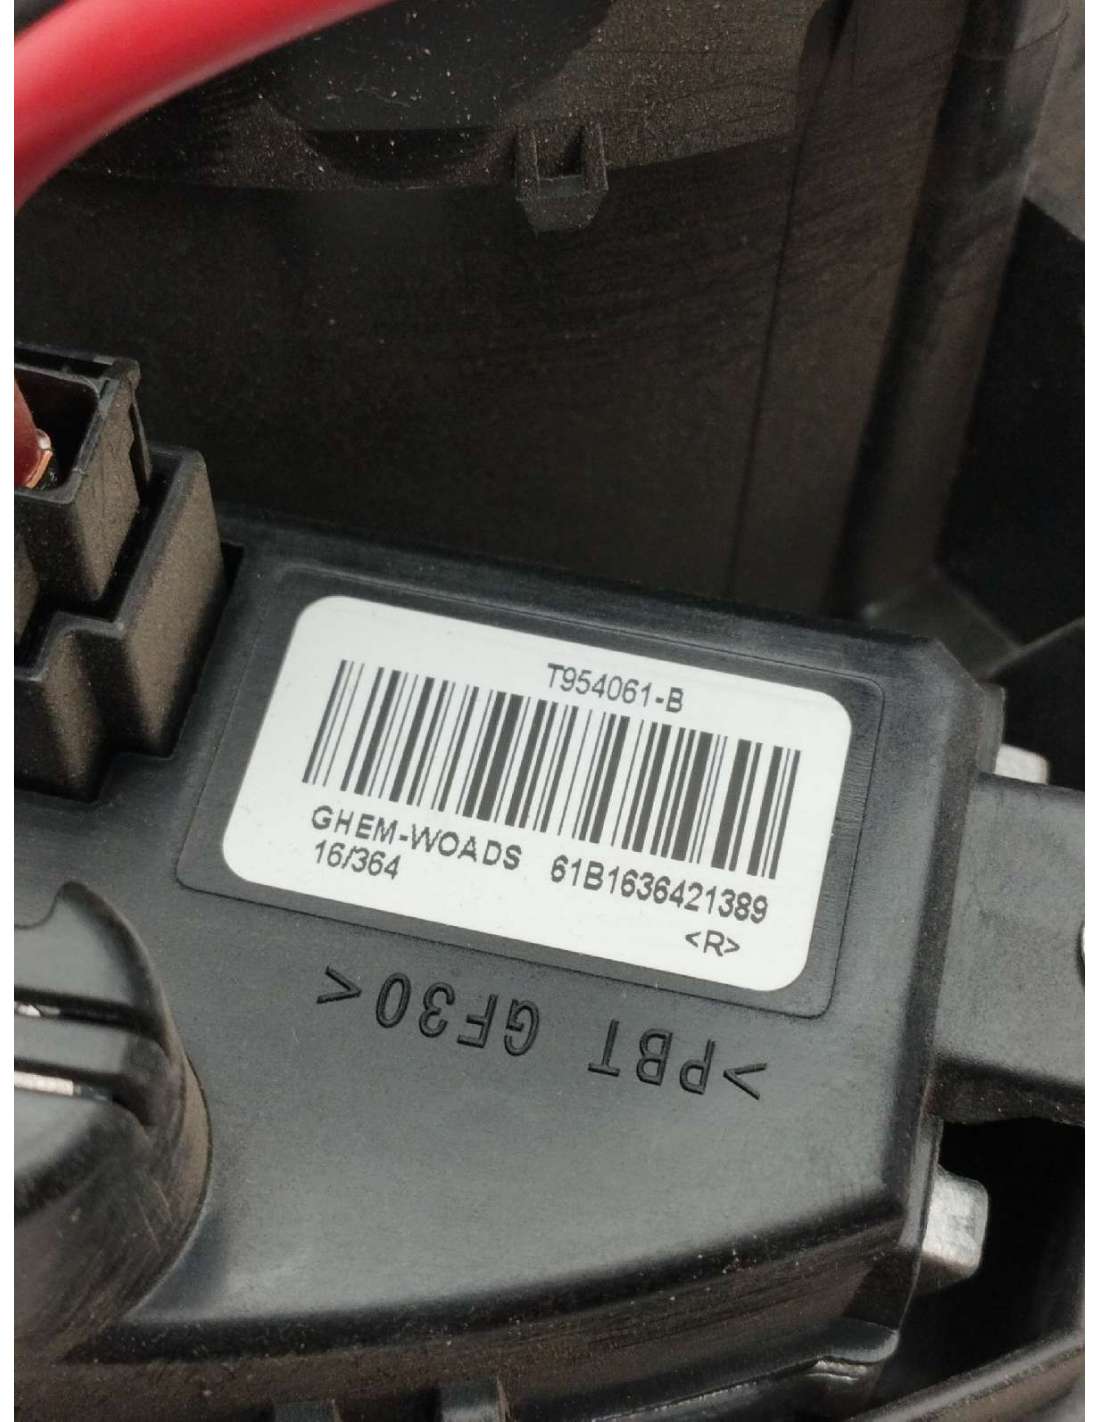 T954061-B
GHEM-WOADS 61B1636421389
16/364
<R>
>PBT GF30<